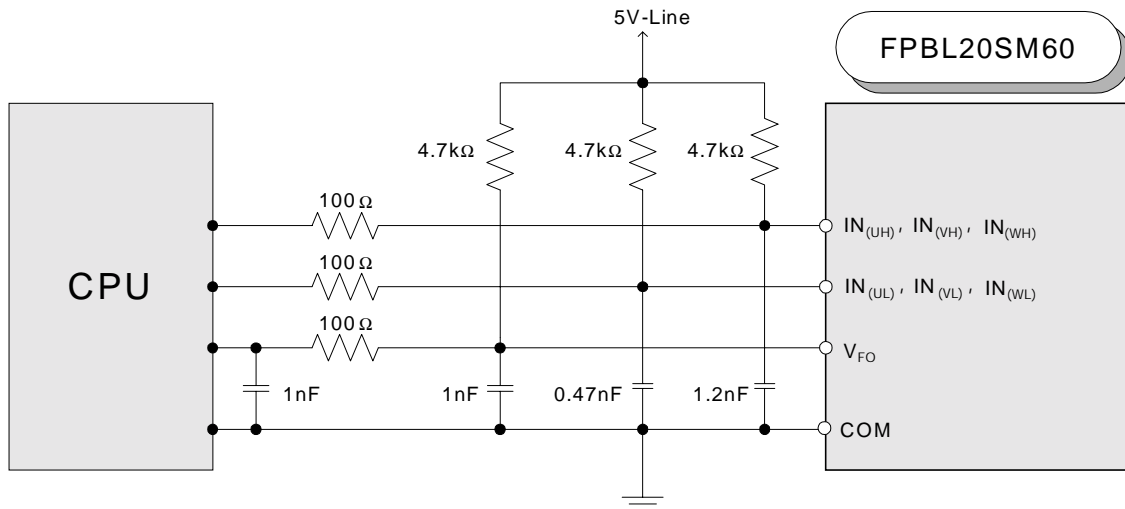 5V-Line
FPBL20SM60
4.7kΩ
4.7kΩ
4.7kΩ
100Ω
IN(UH), IN(VH), IN(WH)
CPU
100Ω
IN(UL), IN(VL), IN(WL)
100Ω
VFO
1nF
1nF
0.47nF
1.2nF
COM